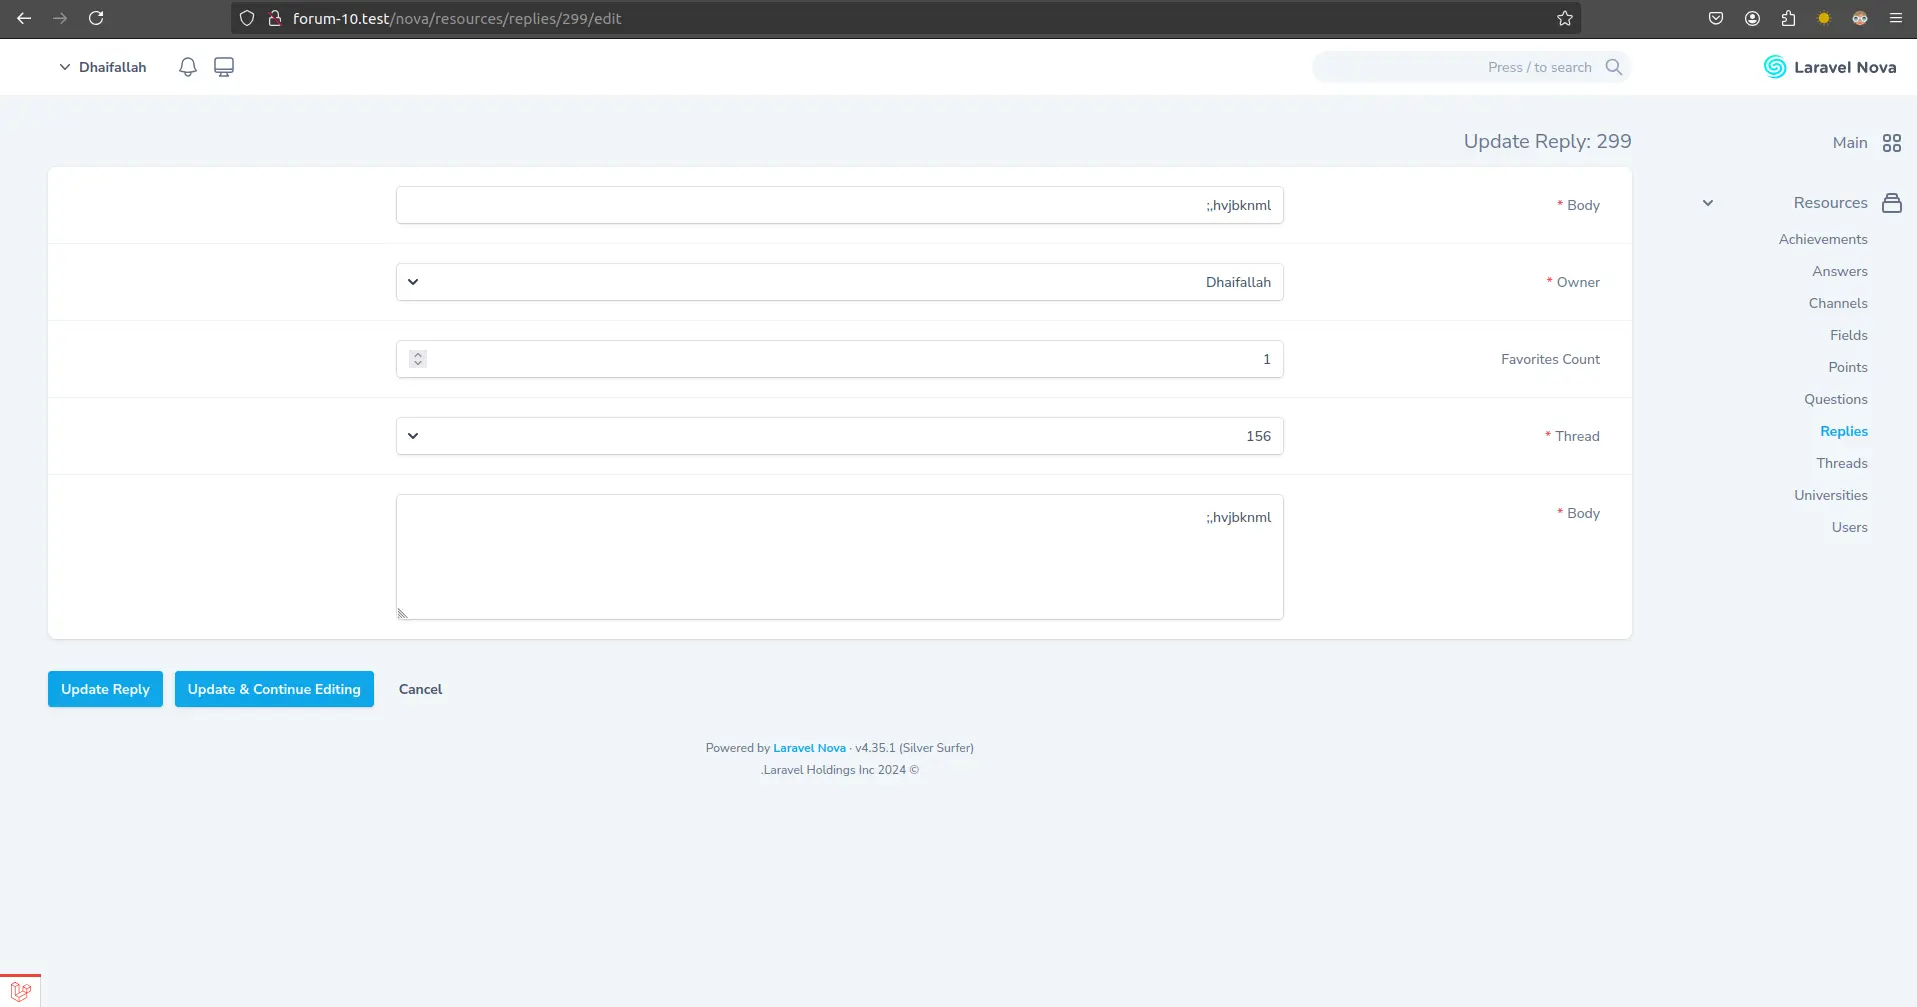 forum-10.test/nova/resources/replies/299/edit
Dhaifallah
Press / to search
Laravel Nova
Update Reply: 299
Main
Resources
Achievements
Answers
Channels
Fields
Points
Questions
Replies
Threads
Universities
Users
* Body
;,hvjbknml
* Owner
Dhaifallah
Favorites Count
1
* Thread
156
* Body
;,hvjbknml
Update Reply
Update & Continue Editing
Cancel
Powered by Laravel Nova · v4.35.1 (Silver Surfer)
.Laravel Holdings Inc 2024 ©